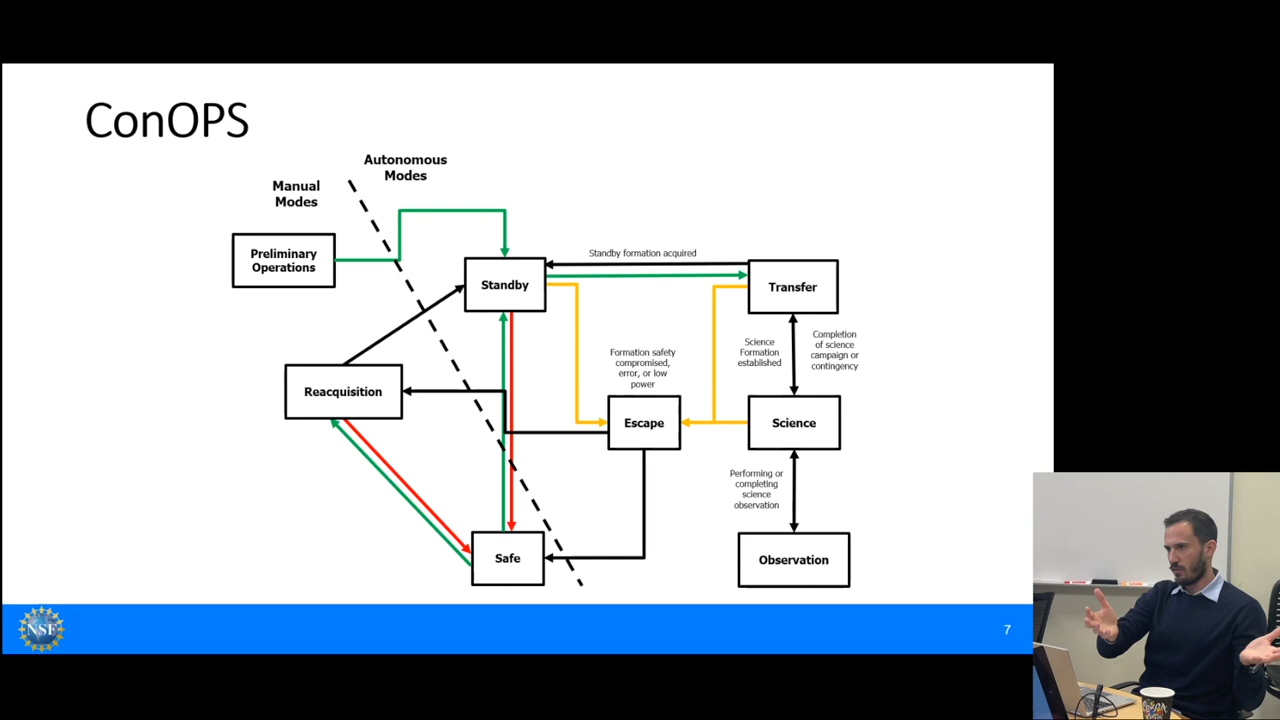 ConOPS
Autonomous
Modes
Manual
Modes
Preliminary
Operations
Standby formation acquired
Standby
Transfer
Science
Formation
established
Completion
of science
campaign or
contingency
Formation safety
compromised,
error, or low
power
Reacquisition
Escape
Science
Performing or
completing
science
observation
Safe
Observation
NSF
7